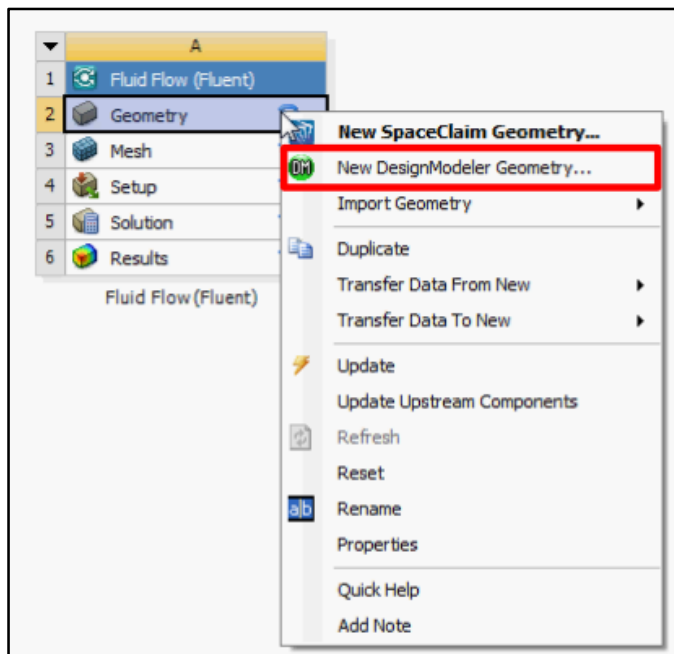 A
1 Fluid Flow (Fluent)
2 Geometry
3 Mesh
4 Setup
5 Solution
6 Results
Fluid Flow (Fluent)
New SpaceClaim Geometry...
DM New DesignModeler Geometry...
Import Geometry
Duplicate
Transfer Data From New
Transfer Data To New
Update
Update Upstream Components
Refresh
Reset
a|b Rename
Properties
Quick Help
Add Note